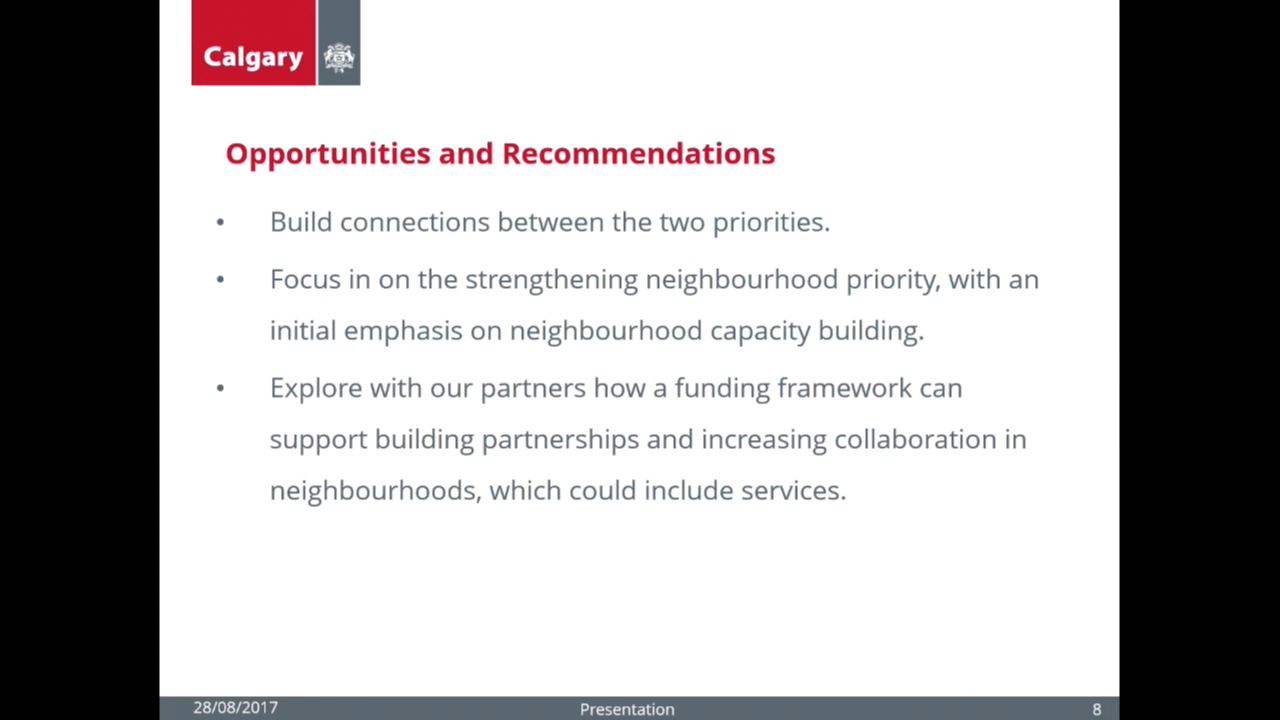 Calgary
Opportunities and Recommendations
• Build connections between the two priorities.
• Focus in on the strengthening neighbourhood priority, with an
initial emphasis on neighbourhood capacity building.
• Explore with our partners how a funding framework can
support building partnerships and increasing collaboration in
neighbourhoods, which could include services.
28/08/2017 Presentation 8